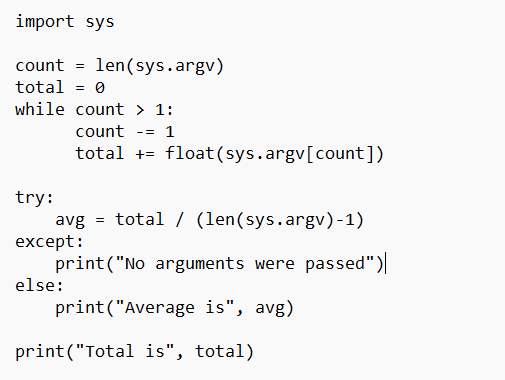 import sys

count = len(sys.argv)
total = 0
while count > 1:
      count -= 1
      total += float(sys.argv[count])

try:
    avg = total / (len(sys.argv)-1)
except:
    print("No arguments were passed")
else:
    print("Average is", avg)

print("Total is", total)